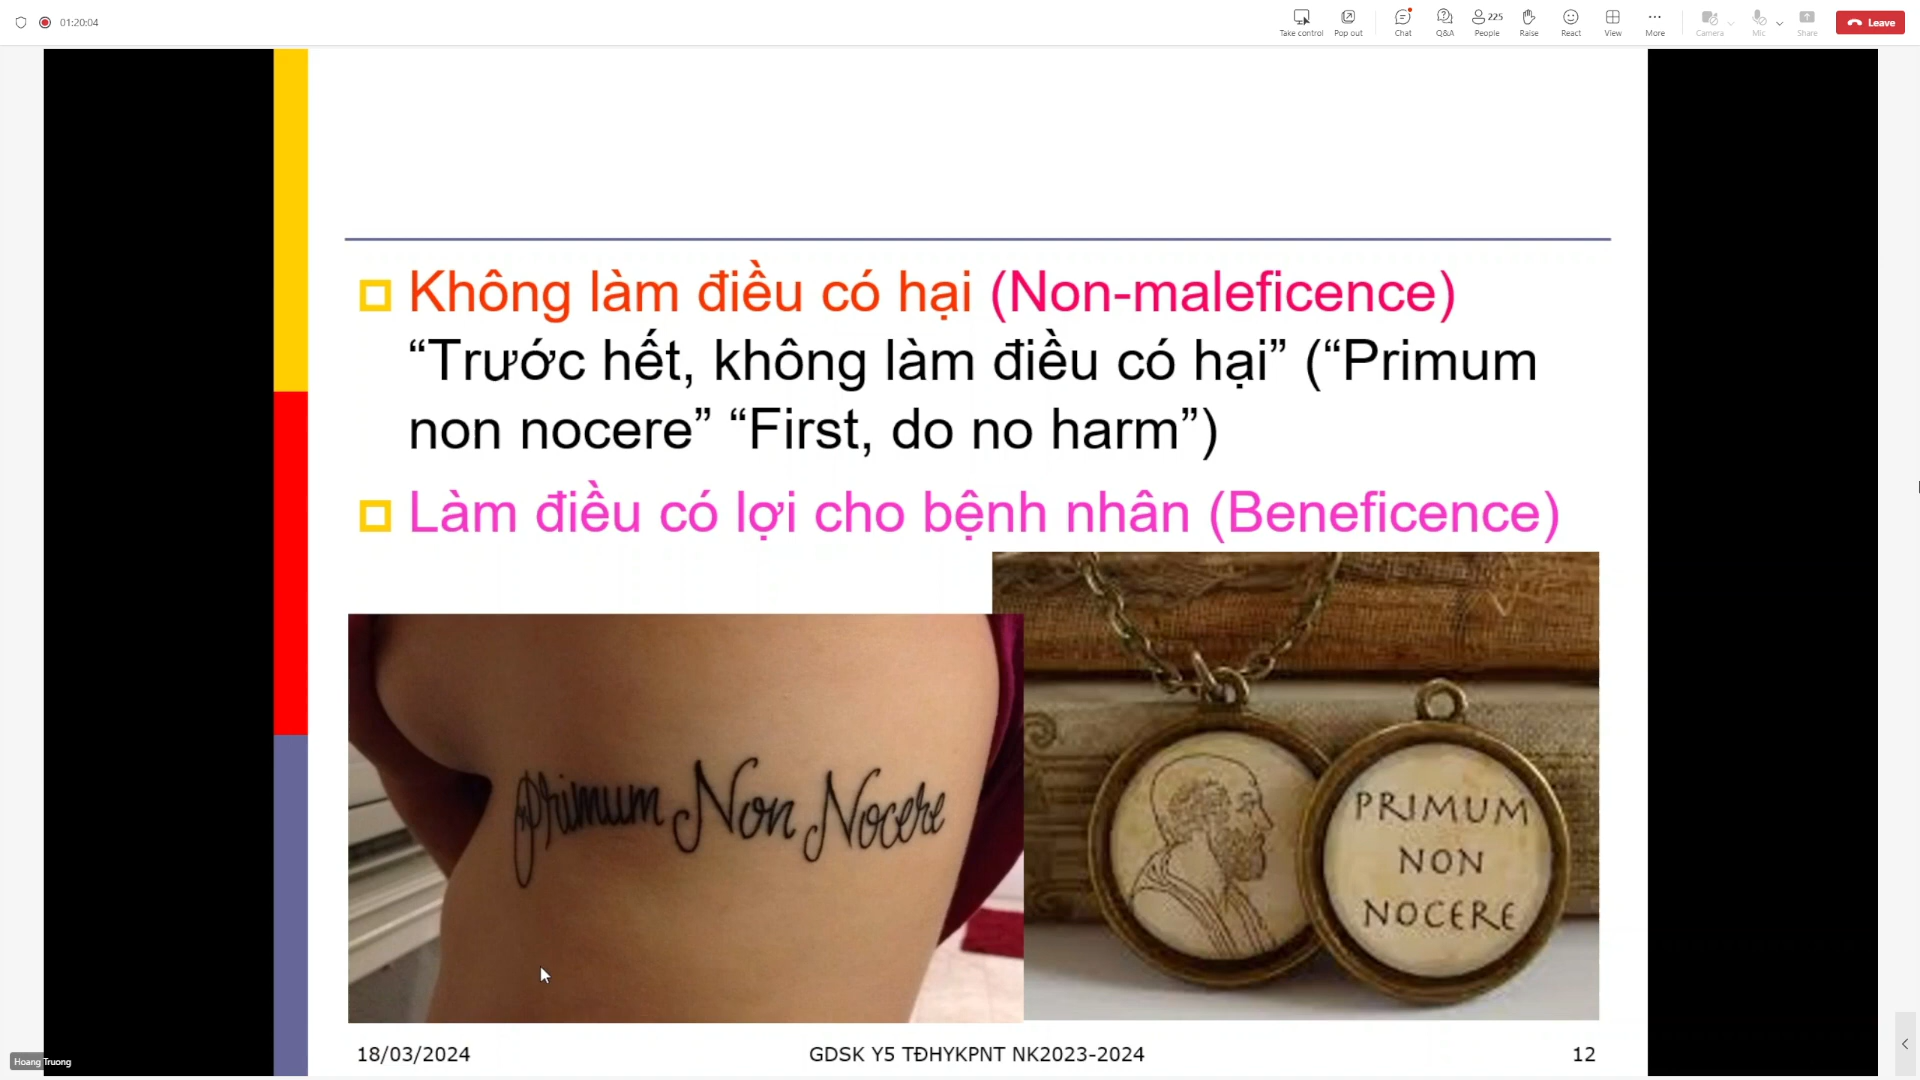 01:20:04
Take control
Pop out
Chat
Q&A
225
People
Raise
React
View
More
Camera
Mic
Share
Leave
Không làm điều có hại (Non-maleficence)
“Trước hết, không làm điều có hại” (“Primum
non nocere” “First, do no harm”)
Làm điều có lợi cho bệnh nhân (Beneficence)
Primum Non Nocere
PRIMUM
NON
NOCERE
18/03/2024
GDSK Y5 TĐHYKPNT NK2023-2024
12
Hoang Truong